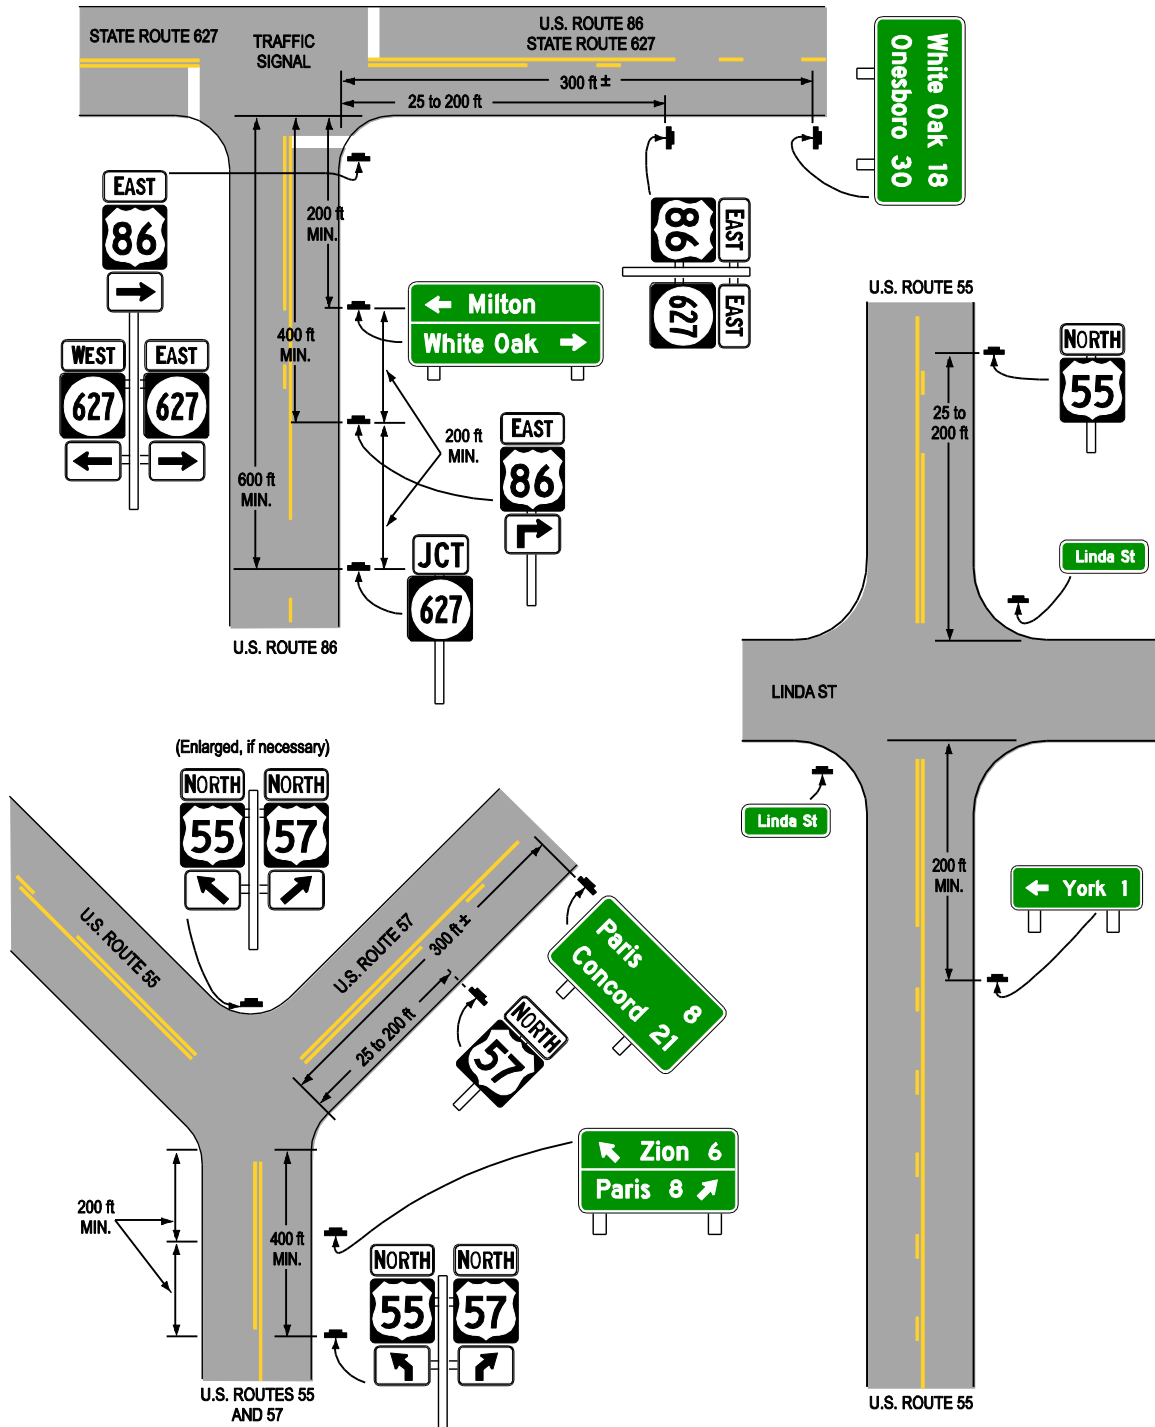 STATE ROUTE 627
TRAFFIC
SIGNAL
U.S. ROUTE 86
STATE ROUTE 627
300 ft ±
25 to 200 ft
White Oak 18
Onesboro 30
EAST
86
WEST
627
EAST
627
200 ft
MIN.
400 ft
MIN.
600 ft
MIN.
Milton
White Oak
200 ft
MIN.
EAST
86
JCT
627
U.S. ROUTE 86
EAST
86
EAST
627
U.S. ROUTE 55
NORTH
55
25 to
200 ft
Linda St
LINDA ST
Linda St
200 ft
MIN.
York 1
U.S. ROUTE 55
(Enlarged, if necessary)
NORTH
55
NORTH
57
U.S. ROUTE 55
U.S. ROUTE 57
300 ft ±
25 to 200 ft
Paris 8
Concord 21
NORTH
57
Zion 6
Paris 8
200 ft
MIN.
400 ft
MIN.
NORTH
55
NORTH
57
U.S. ROUTES 55
AND 57